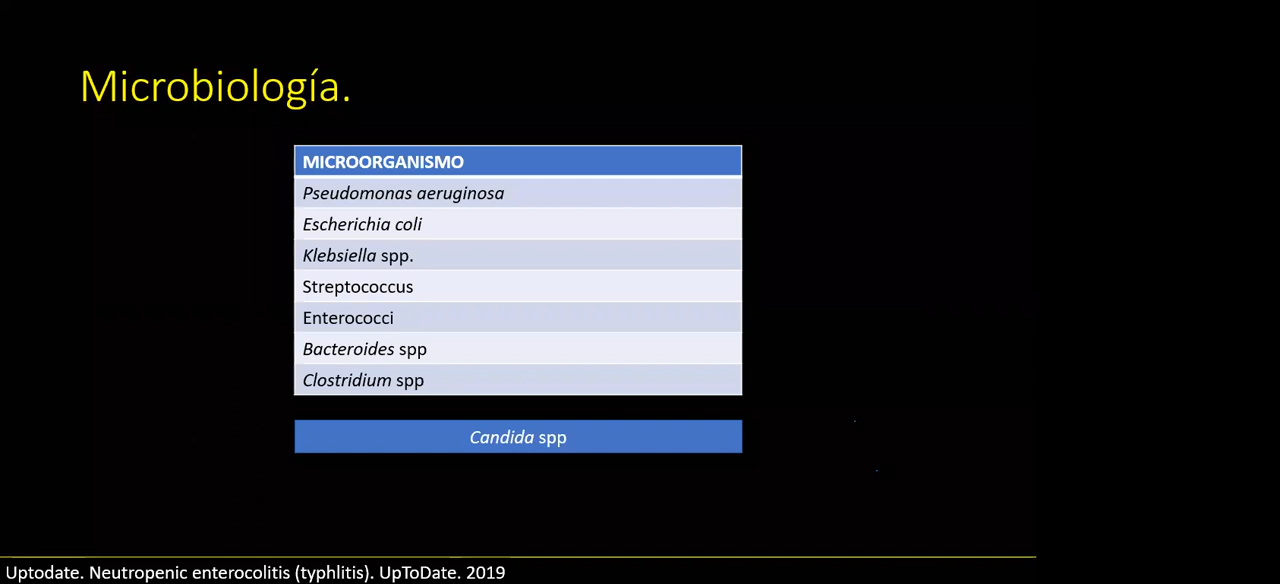 Microbiología.
MICROORGANISMO
Pseudomonas aeruginosa
Escherichia coli
Klebsiella spp.
Streptococcus
Enterococci
Bacteroides spp
Clostridium spp
Candida spp
Uptodate. Neutropenic enterocolitis (typhlitis). UpToDate. 2019